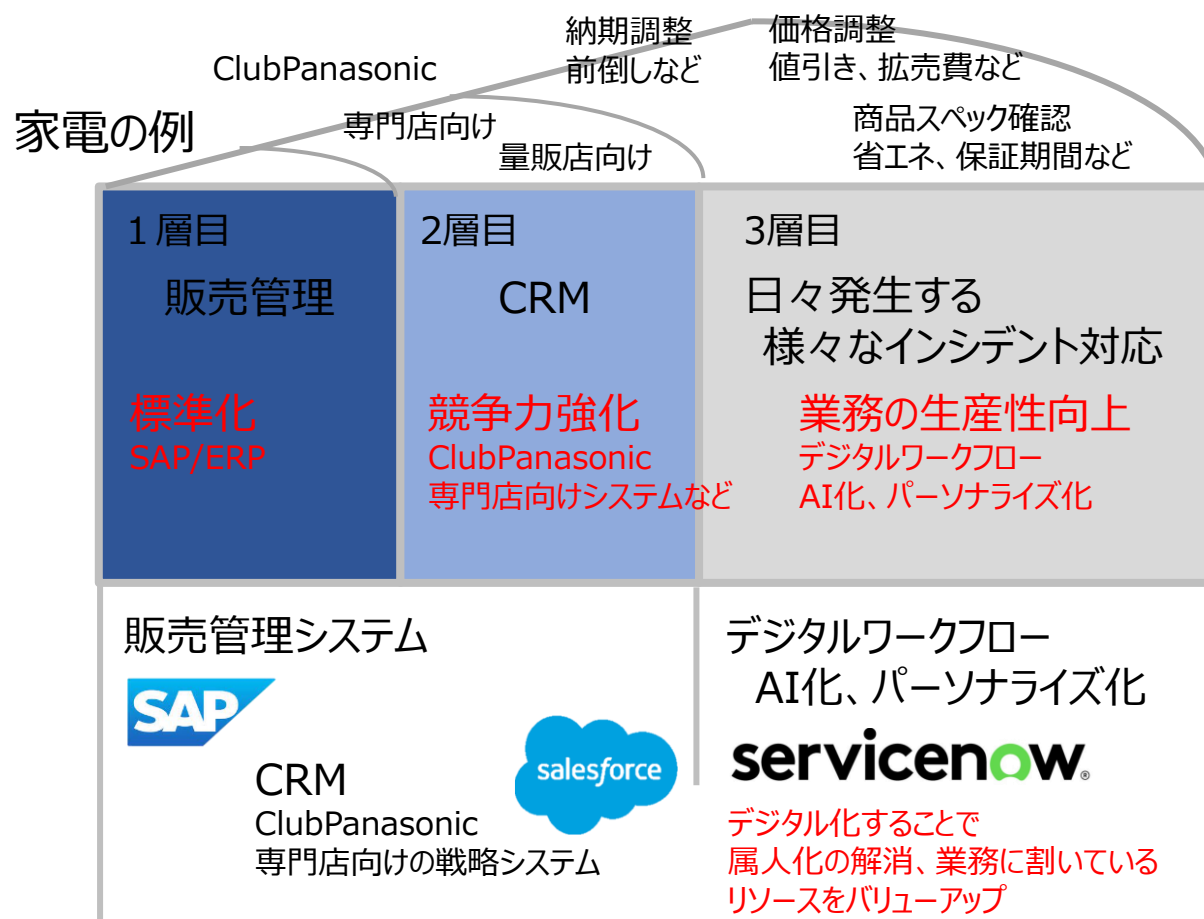 納期調整
前倒しなど
価格調整
値引き、拡売費など
ClubPanasonic
家電の例
専門店向け
量販店向け
商品スペック確認
省エネ、保証期間など
１層目
販売管理
標準化
SAP/ERP
2層目
CRM
競争力強化
ClubPanasonic
専門店向けシステムなど
3層目
日々発生する
様々なインシデント対応
業務の生産性向上
デジタルワークフロー
AI化、パーソナライズ化
販売管理システム
SAP
CRM
ClubPanasonic
専門店向けの戦略システム
salesforce
デジタルワークフロー
AI化、パーソナライズ化
servicenow®
デジタル化することで
属人化の解消、業務に割いている
リソースをバリューアップ